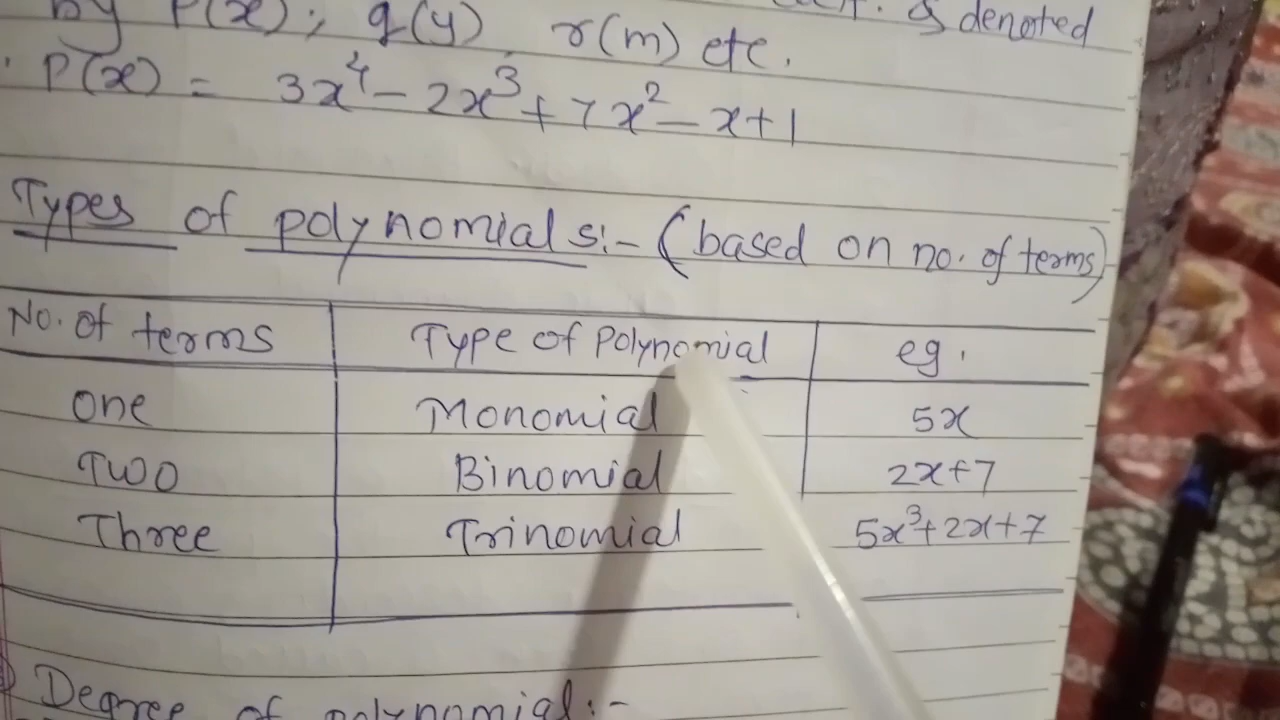 by P(x), q(y), r(m) etc.
is denoted
P(x) = 3x⁴ - 2x³ + 7x² - x + 1
Types of polynomials:- (based on no. of terms)
No. of terms Type of Polynomial eg.
One Monomial 5x
Two Binomial 2x+7
Three Trinomial 5x³+2x+7
Degree of polynomial:-